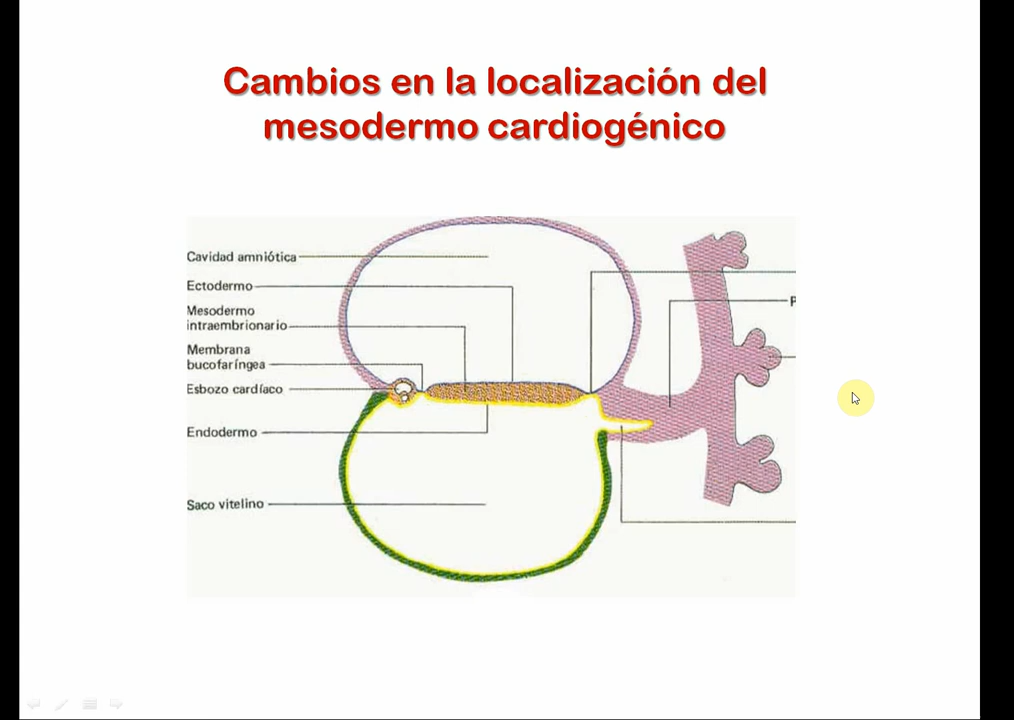 Cambios en la localización del
mesodermo cardiogénico
Cavidad amniótica
Ectodermo
Mesodermo
intraembrionario
Membrana
bucofaríngea
Esbozo cardíaco
Endodermo
Saco vitelino